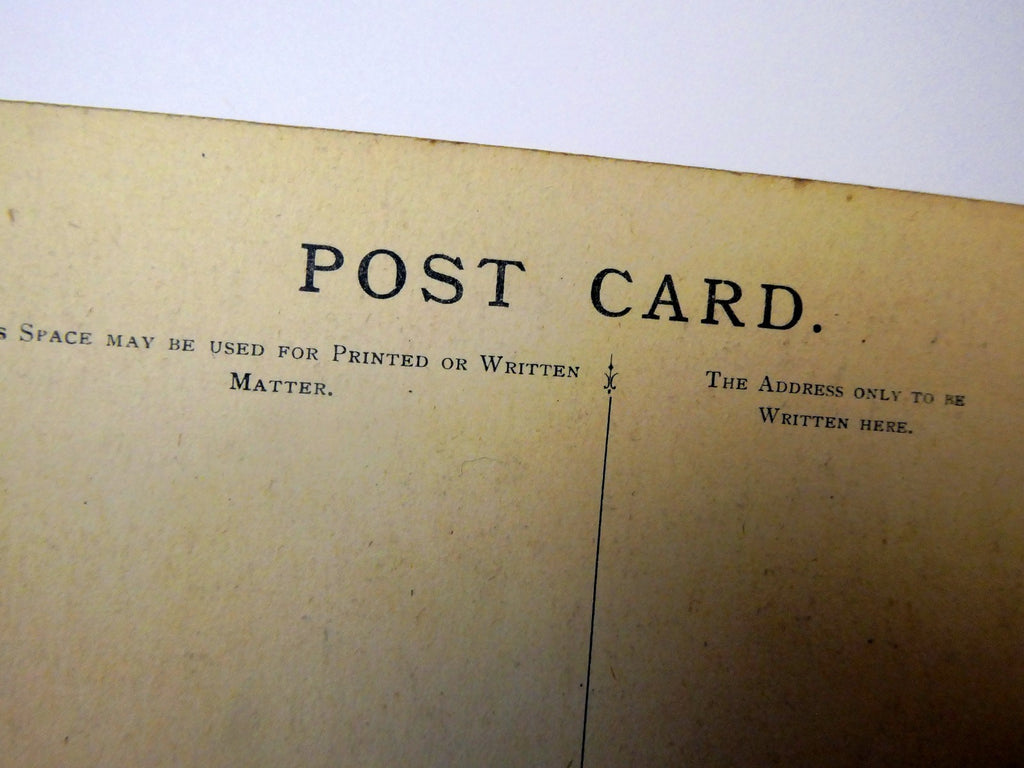 POST CARD.
s Space may be used for Printed or Written
Matter.
The Address only to be
Written here.